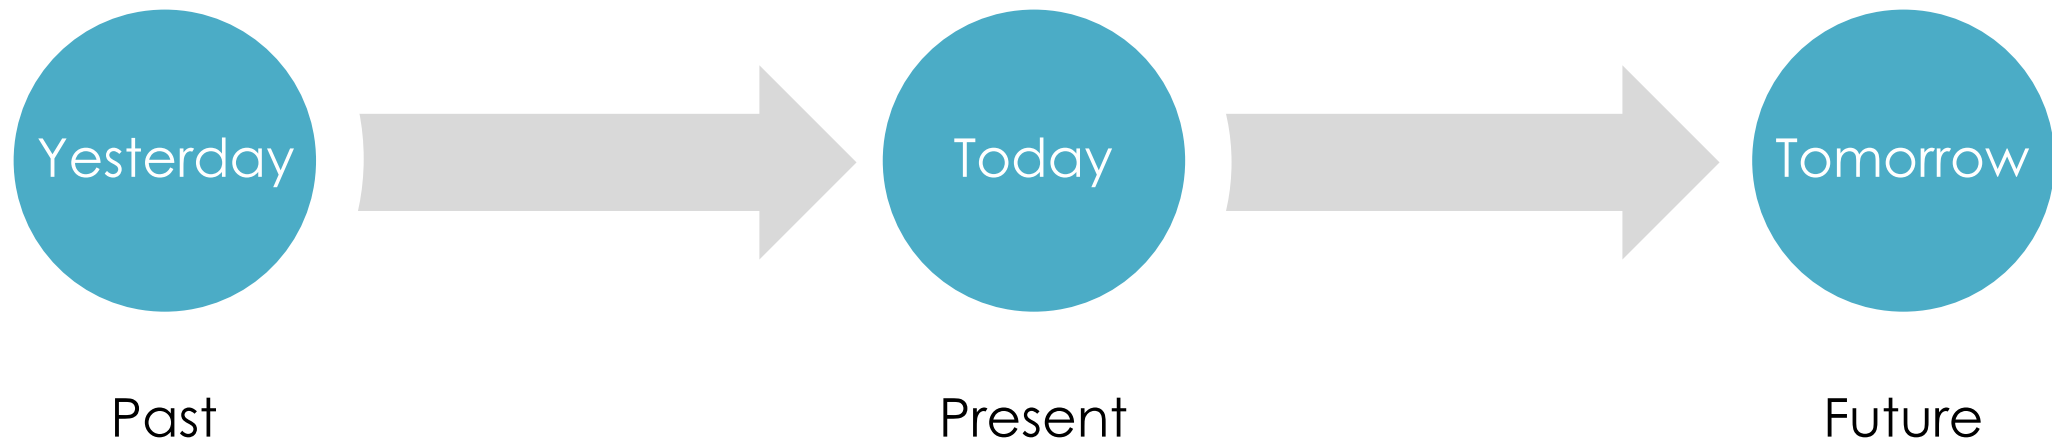 Yesterday
Today
Tomorrow
Past
Present
Future